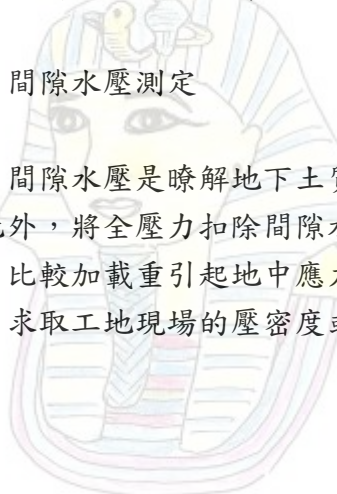 間隙水壓測定
間隙水壓是瞭解地下土質
此外，將全壓力扣除間隙水
比較加載重引起地中應力
求取工地現場的壓密度或